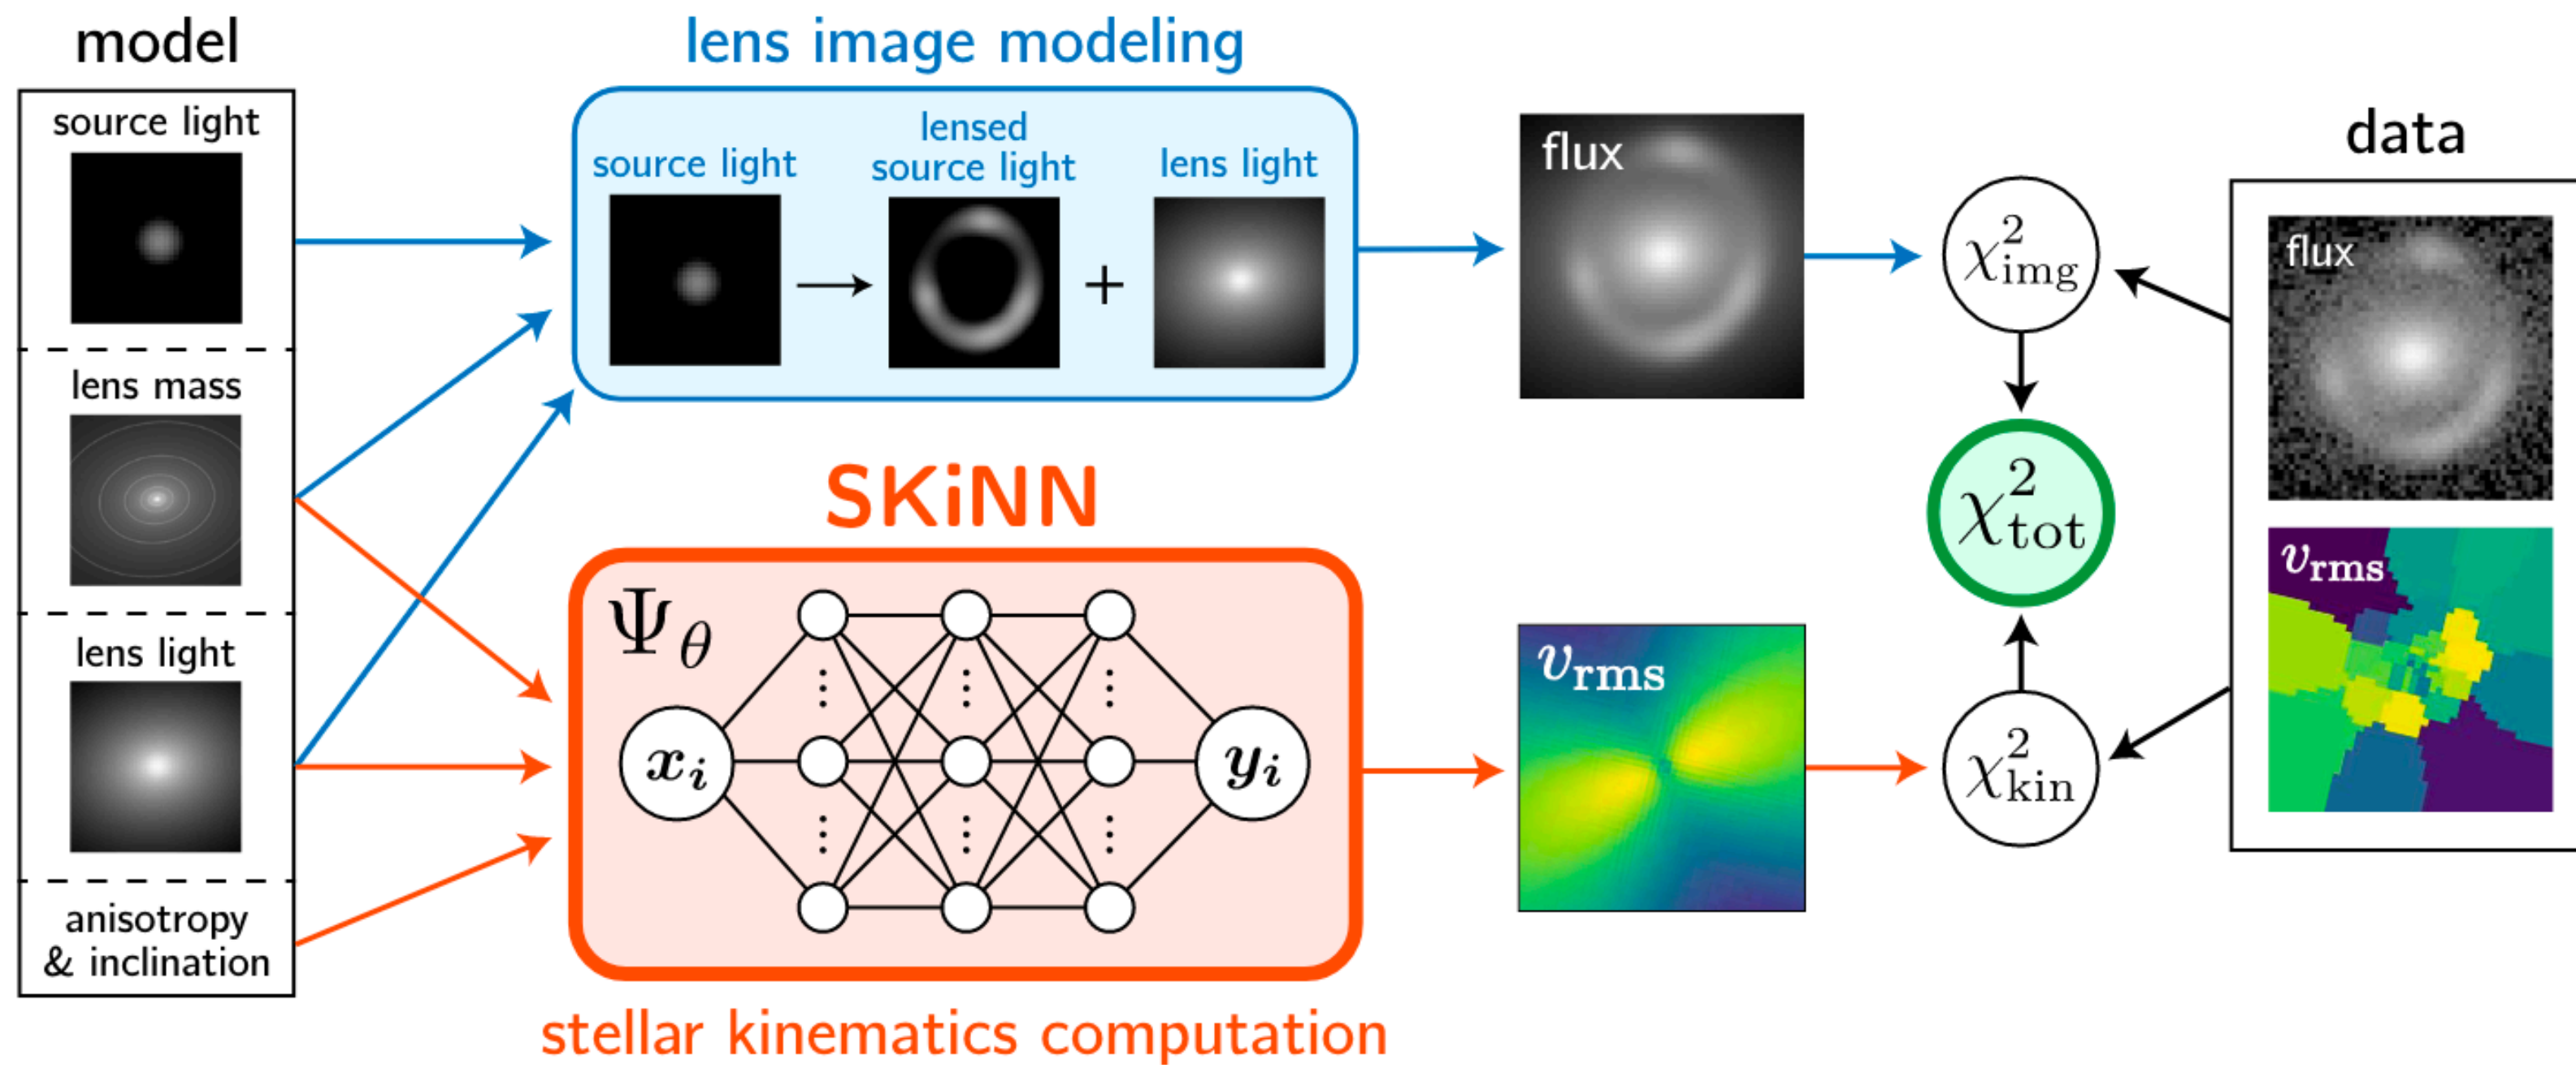 model
source light
lens mass
lens light
anisotropy
& inclination
lens image modeling
source light
lensed
source light
lens light
→
+
SKiNN
Ψθ
xi
yi
stellar kinematics computation
flux
vrms
χ²img
χ²tot
χ²kin
data
flux
vrms